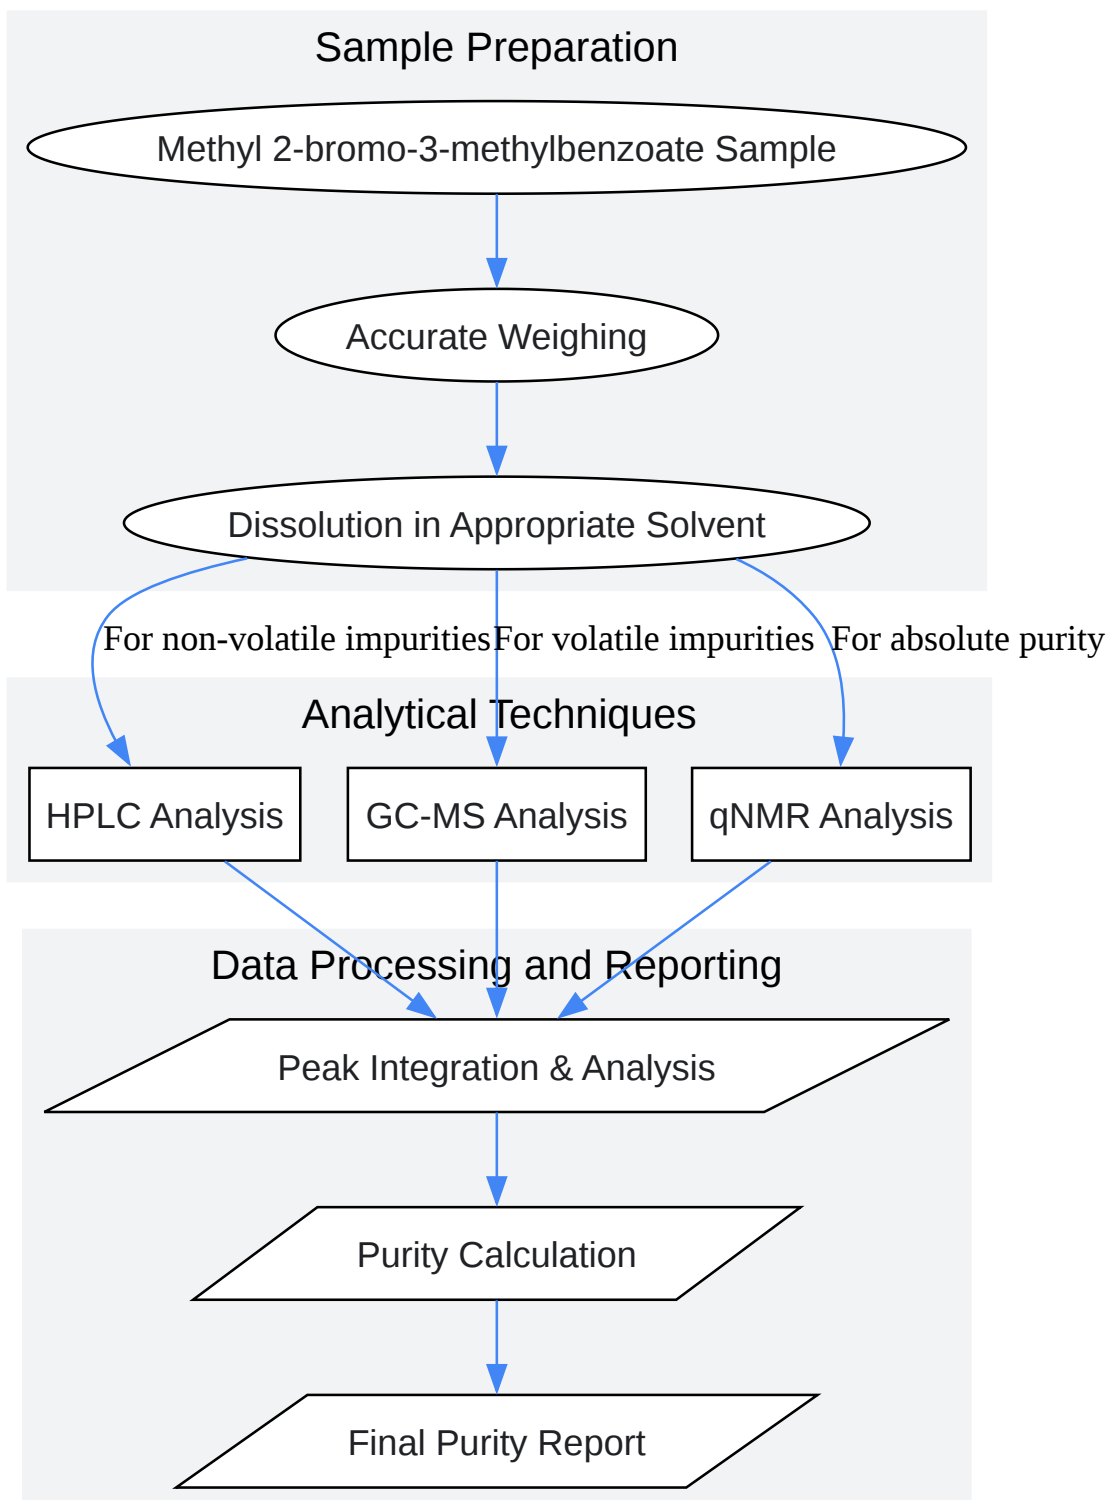 Sample Preparation
Methyl 2-bromo-3-methylbenzoate Sample
Accurate Weighing
Dissolution in Appropriate Solvent
For non-volatile impurities
For volatile impurities
For absolute purity
Analytical Techniques
HPLC Analysis
GC-MS Analysis
qNMR Analysis
Data Processing and Reporting
Peak Integration & Analysis
Purity Calculation
Final Purity Report